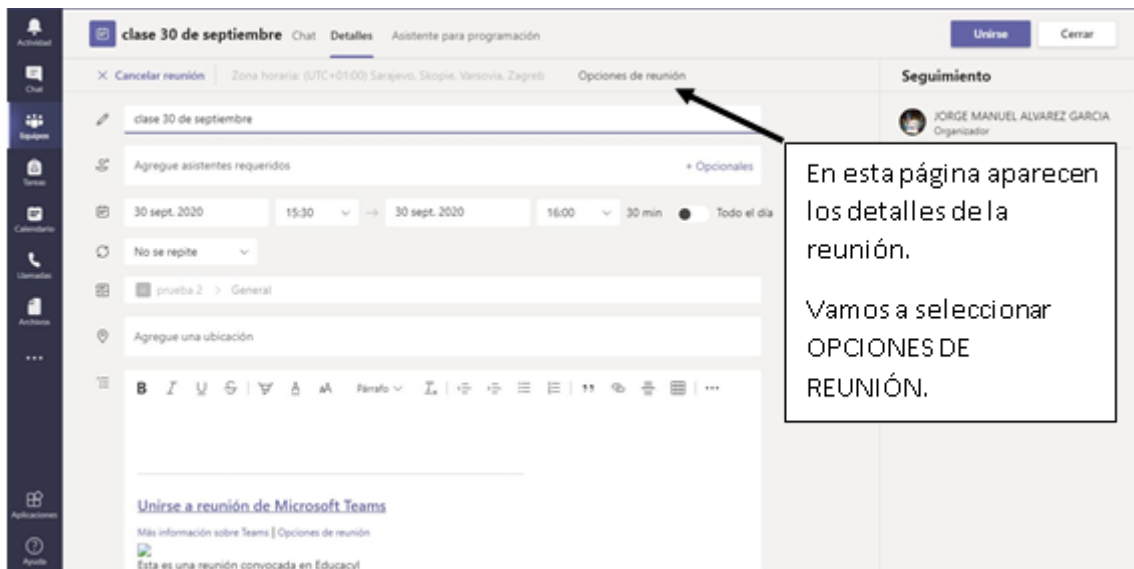 Actividad
Chat
Equipos
Tareas
Calendario
Llamadas
Archivos
Aplicaciones
Ayuda
clase 30 de septiembre Chat Detalles Asistente para programación
Unirse Cerrar
× Cancelar reunión Zona horaria: (UTC+01:00) Sarajevo, Skopie, Varsovia, Zagreb Opciones de reunión
Seguimiento
JORGE MANUEL ALVAREZ GARCIA
Organizador
clase 30 de septiembre
Agregue asistentes requeridos + Opcionales
30 sept. 2020 15:30 → 30 sept. 2020 16:00 30 min Todo el día
No se repite
prueba 2 > General
Agregue una ubicación
B I U S A AA Párrafo
Unirse a reunión de Microsoft Teams
Más información sobre Teams | Opciones de reunión
Esta es una reunión convocada en Educacyl
En esta página aparecen
los detalles de la
reunión.
Vamos a seleccionar
OPCIONES DE
REUNIÓN.